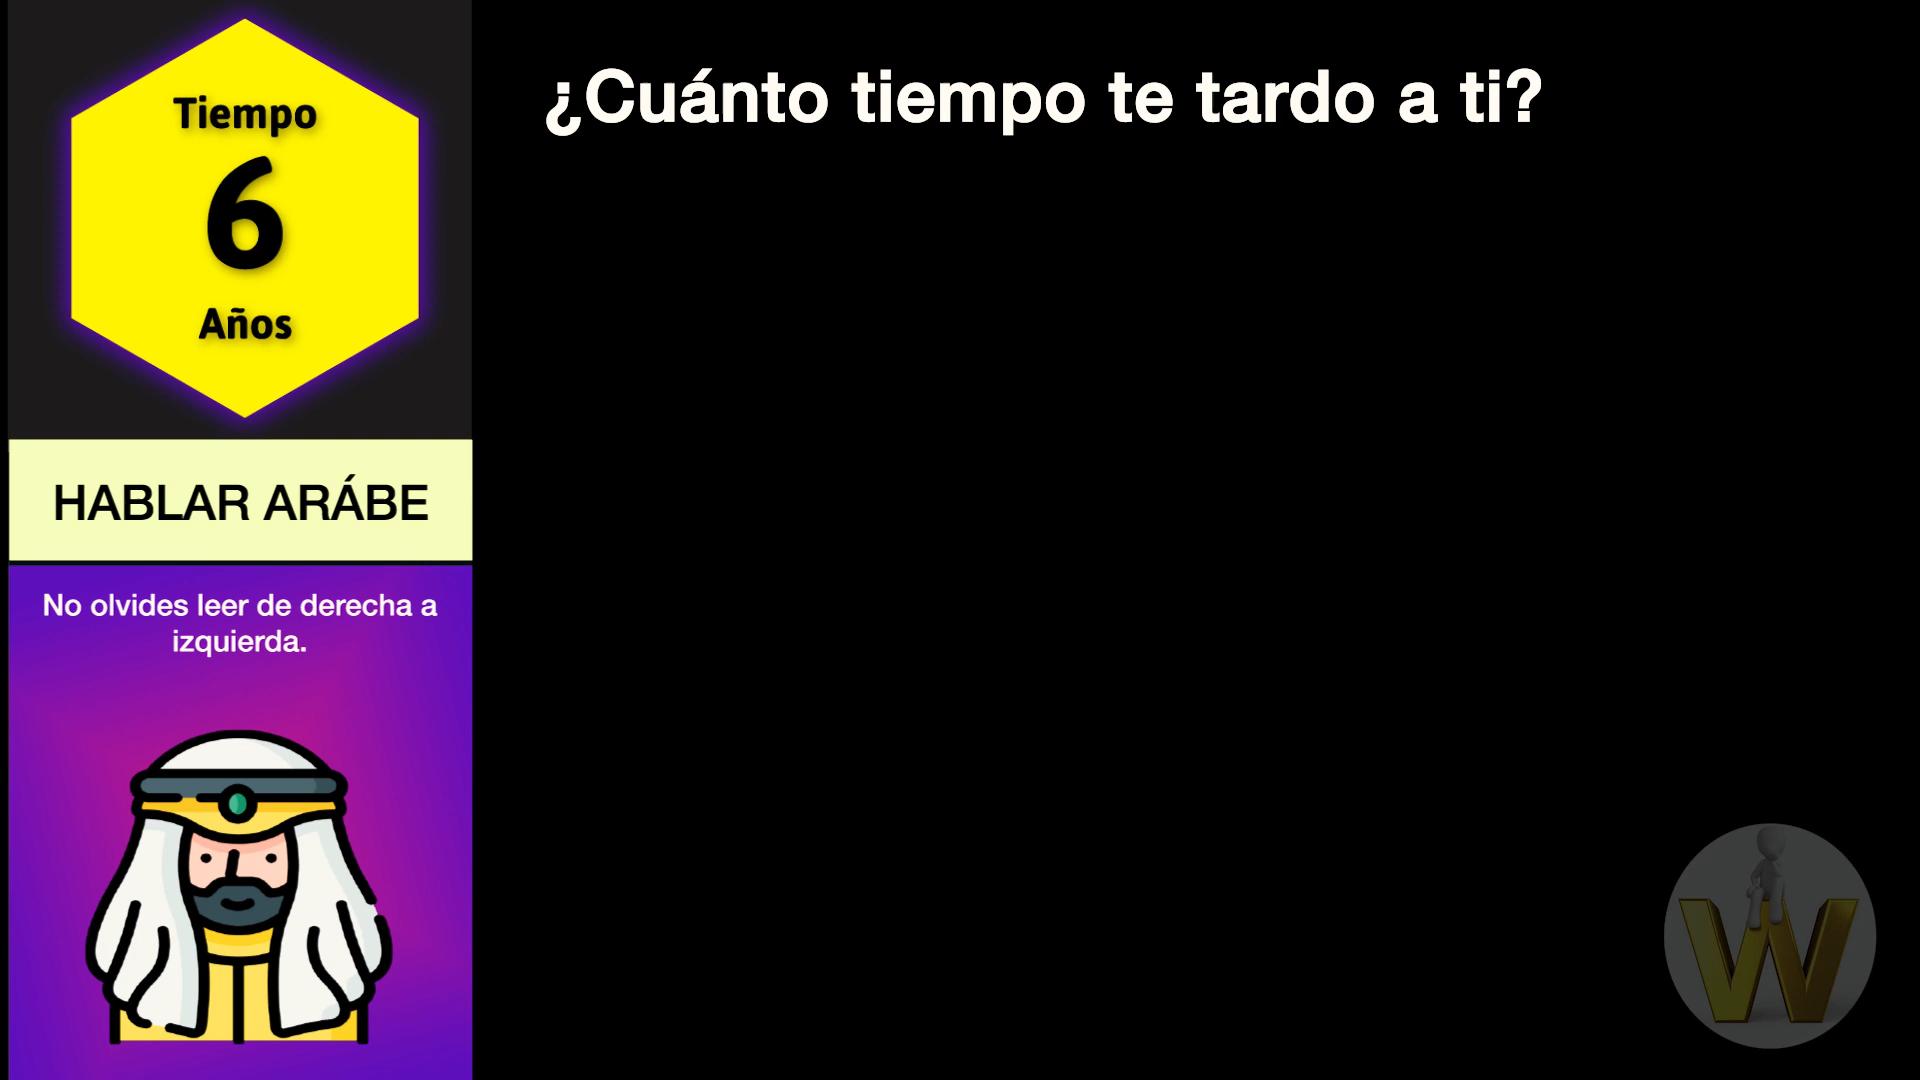 Tiempo
6
Años
HABLAR ARÁBE
No olvides leer de derecha a
izquierda.
¿Cuánto tiempo te tardo a ti?
W